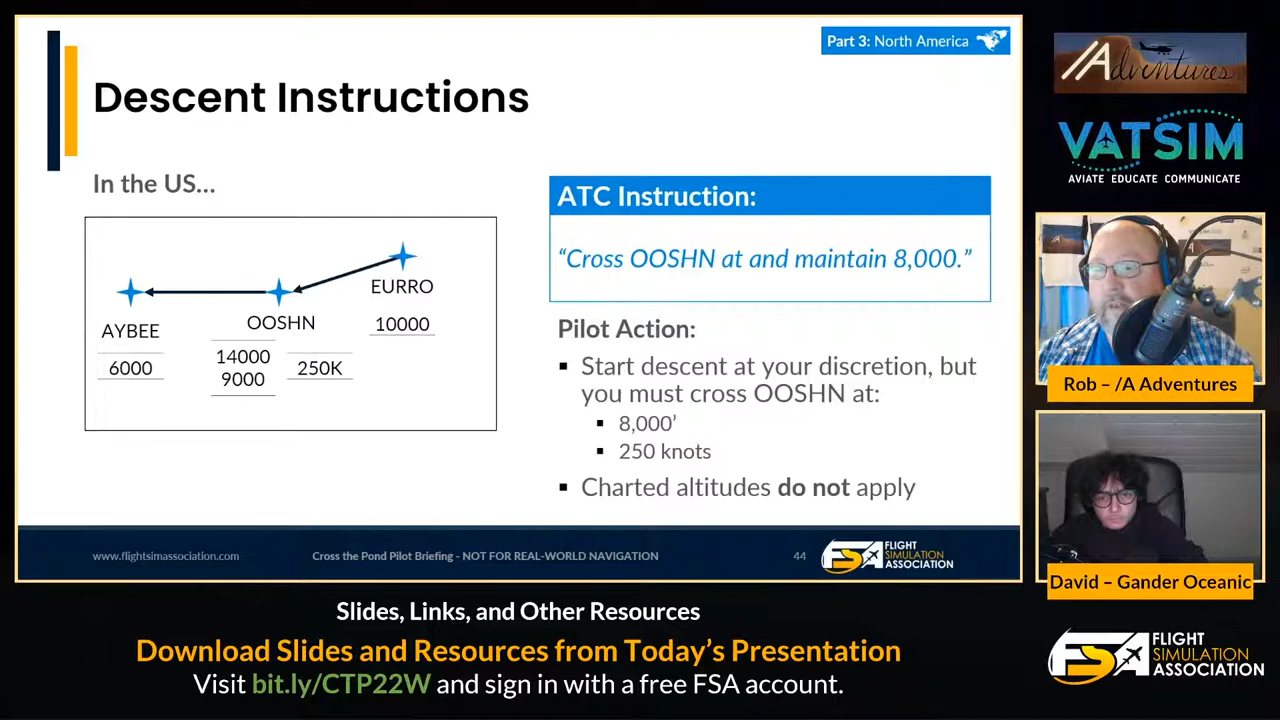 Part 3: North America
Descent Instructions
In the US...
EURRO
10000
OOSHN
14000
9000
250K
AYBEE
6000
ATC Instruction:
“Cross OOSHN at and maintain 8,000.”
Pilot Action:
▪ Start descent at your discretion, but
you must cross OOSHN at:
▪ 8,000’
▪ 250 knots
▪ Charted altitudes do not apply
www.flightsimassociation.com
Cross the Pond Pilot Briefing - NOT FOR REAL-WORLD NAVIGATION
44
FSA
FLIGHT
SIMULATION
ASSOCIATION
/Adventures
VATSIM
AVIATE EDUCATE COMMUNICATE
Rob – /A Adventures
David – Gander Oceanic
Slides, Links, and Other Resources
Download Slides and Resources from Today’s Presentation
Visit bit.ly/CTP22W and sign in with a free FSA account.
FSA
FLIGHT
SIMULATION
ASSOCIATION